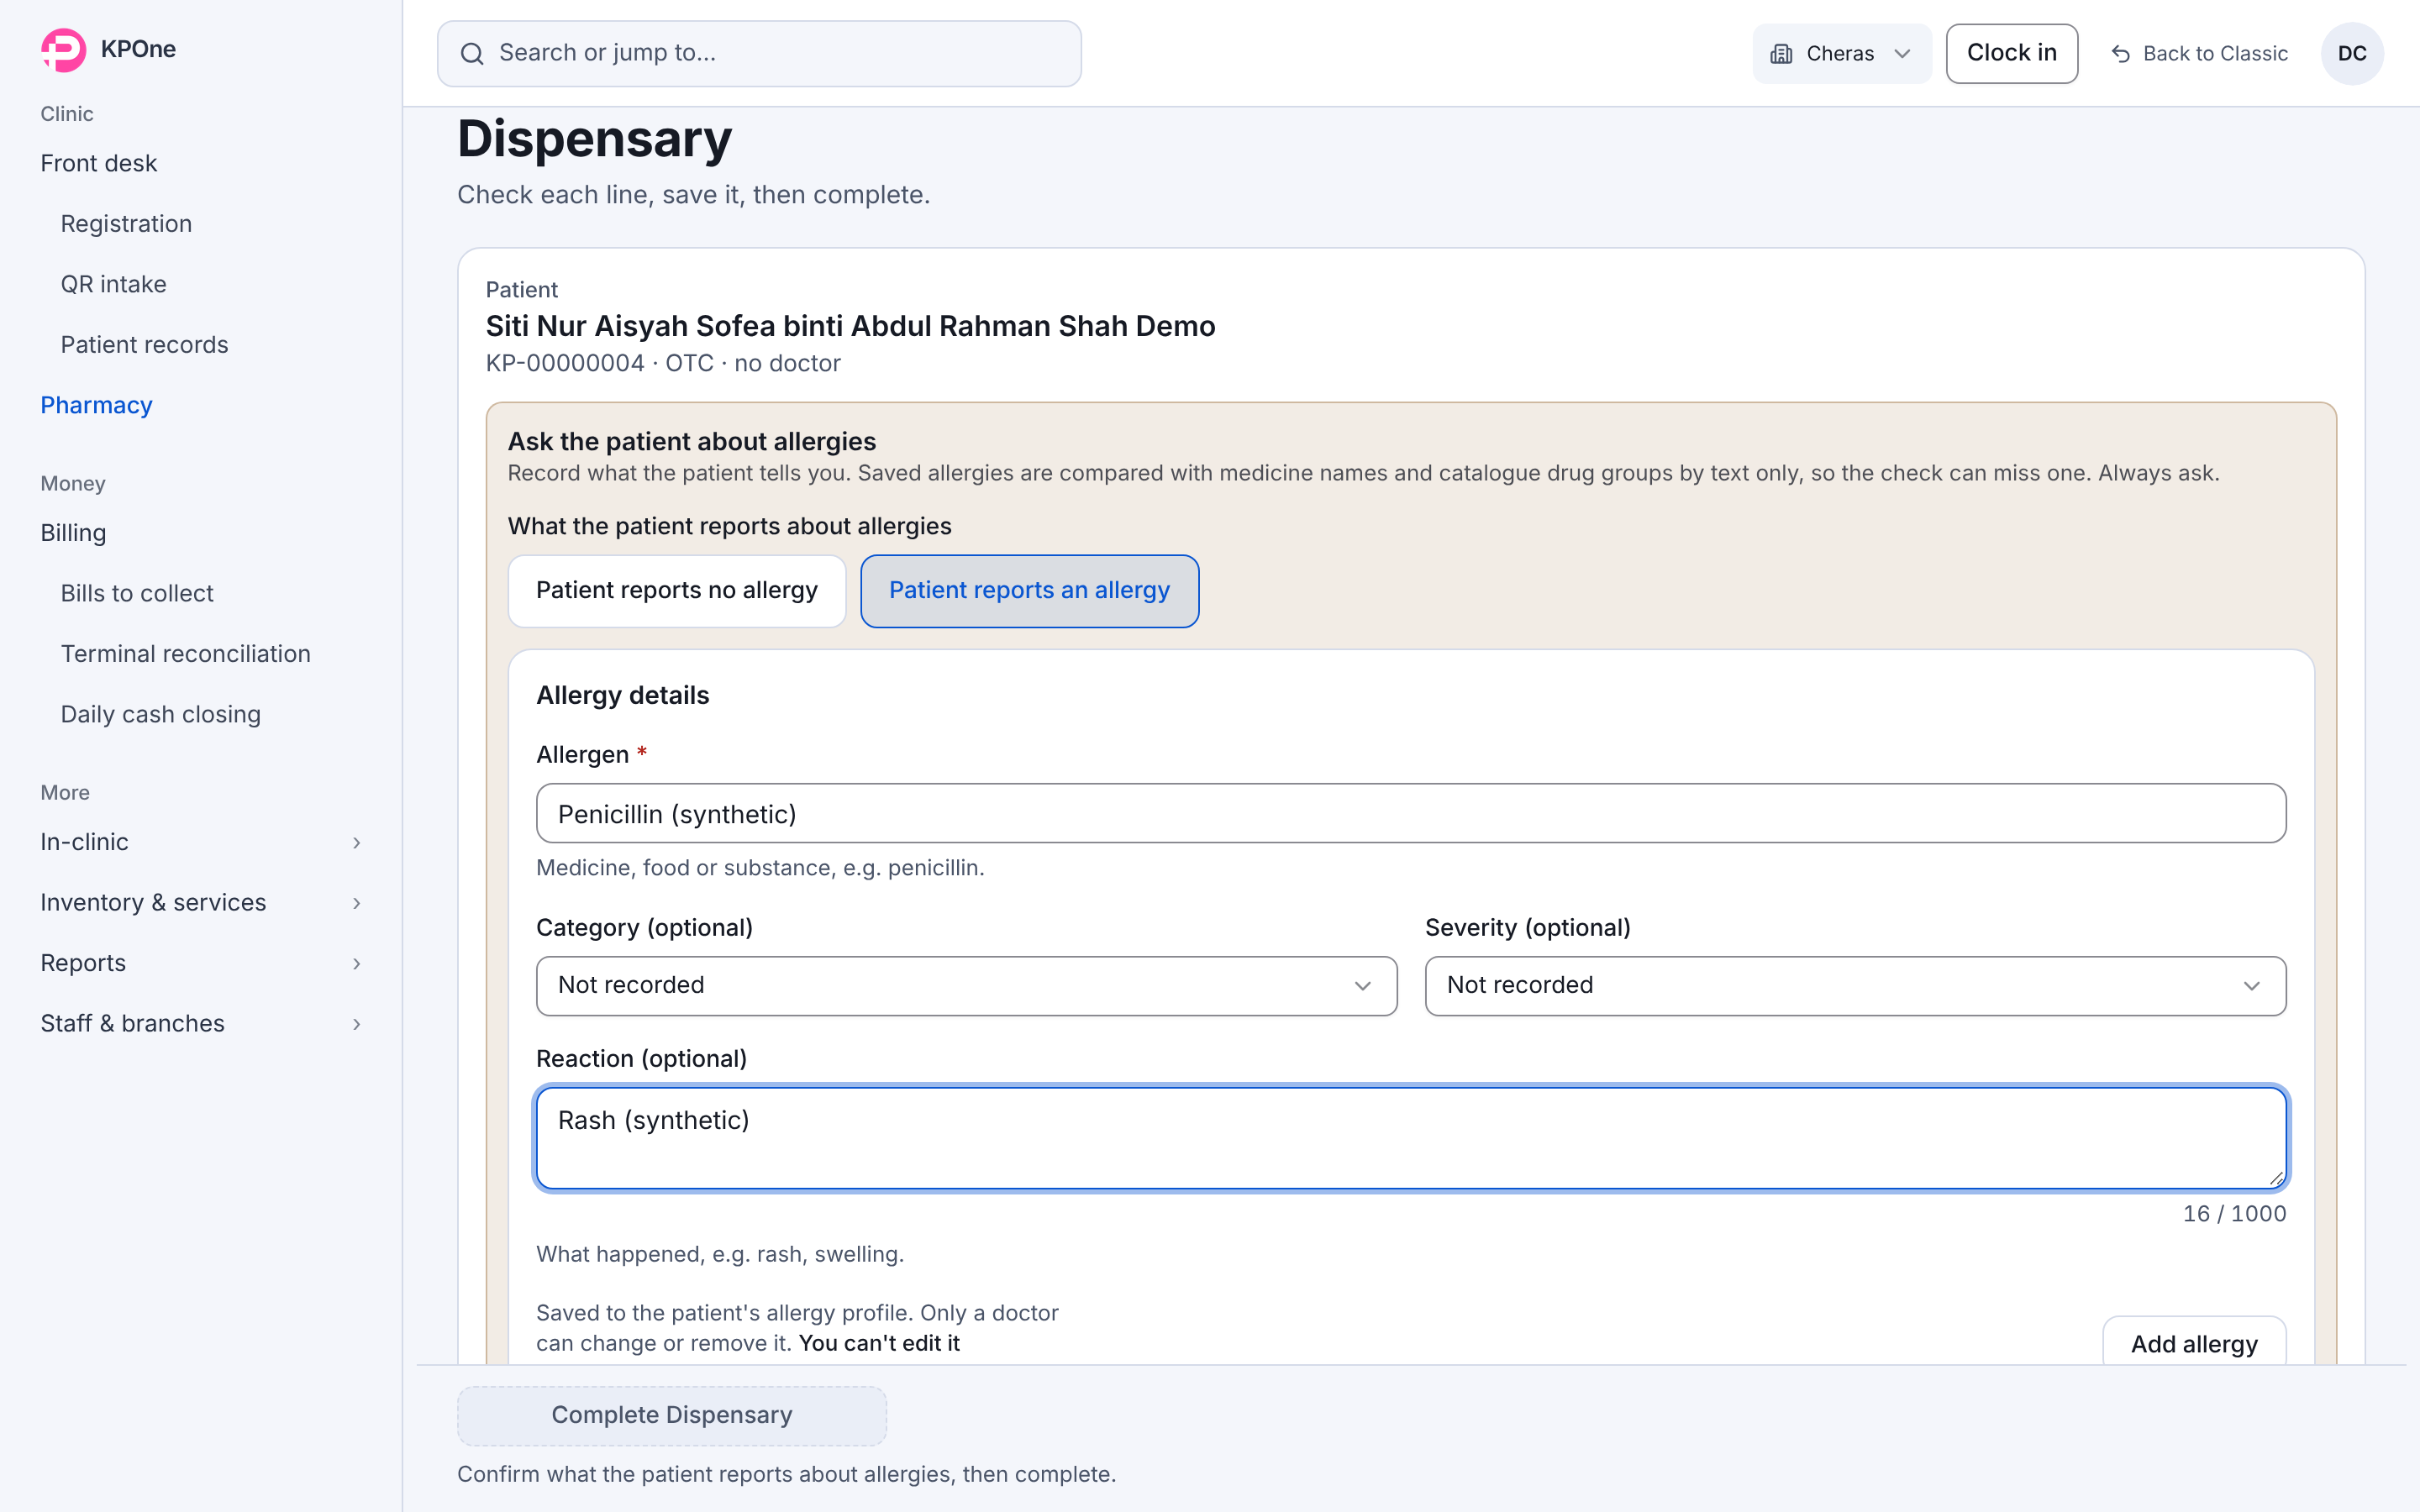 KPOne
Clinic
Front desk
Registration
QR intake
Patient records
Pharmacy
Money
Billing
Bills to collect
Terminal reconciliation
Daily cash closing
More
In-clinic
Inventory & services
Reports
Staff & branches
Search or jump to...
Cheras
Clock in
Back to Classic
DC
Dispensary
Check each line, save it, then complete.
Patient
Siti Nur Aisyah Sofea binti Abdul Rahman Shah Demo
KP-00000004 · OTC · no doctor
Ask the patient about allergies
Record what the patient tells you. Saved allergies are compared with medicine names and catalogue drug groups by text only, so the check can miss one. Always ask.
What the patient reports about allergies
Patient reports no allergy
Patient reports an allergy
Allergy details
Allergen *
Penicillin (synthetic)
Medicine, food or substance, e.g. penicillin.
Category (optional)
Severity (optional)
Not recorded
Not recorded
Reaction (optional)
Rash (synthetic)
16 / 1000
What happened, e.g. rash, swelling.
Saved to the patient's allergy profile. Only a doctor
can change or remove it. You can't edit it
Add allergy
Complete Dispensary
Confirm what the patient reports about allergies, then complete.